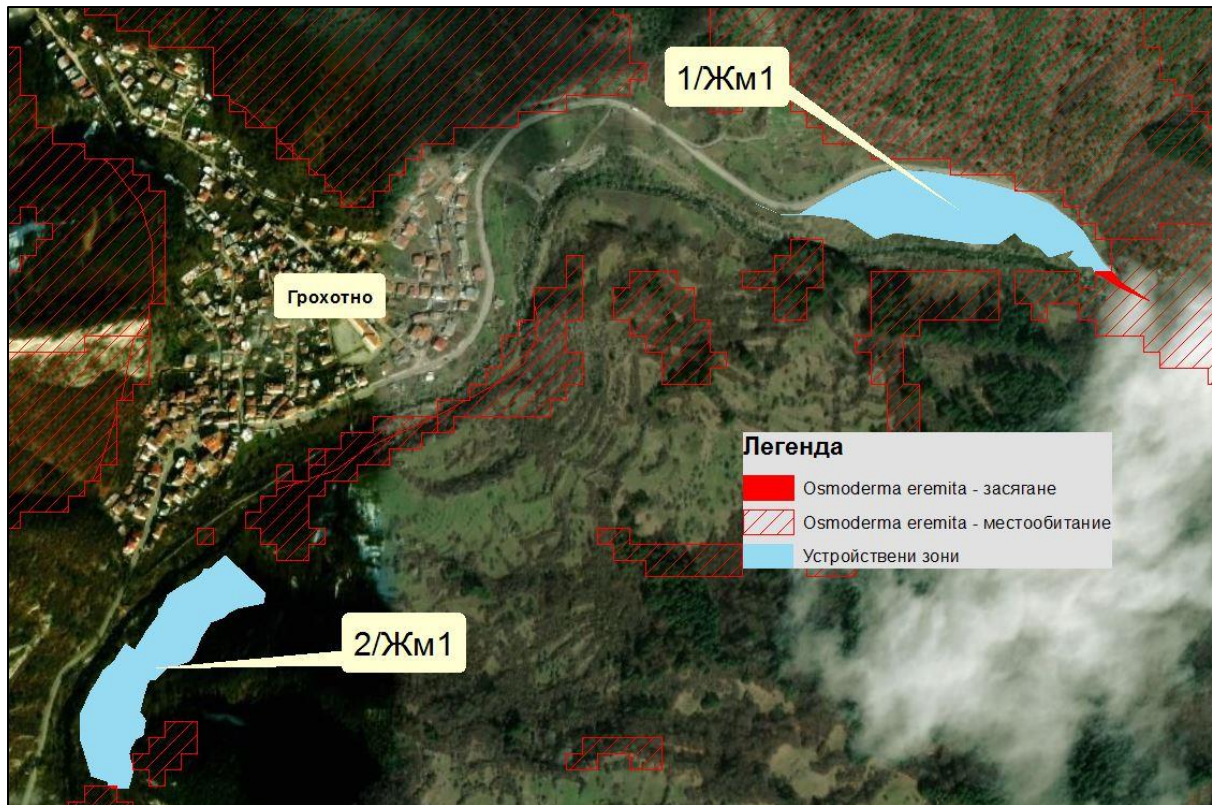 1/Жм1
Грохотно
Легенда
Osmoderma eremita - засягане
Osmoderma eremita - местообитание
Устройствени зони
2/Жм1